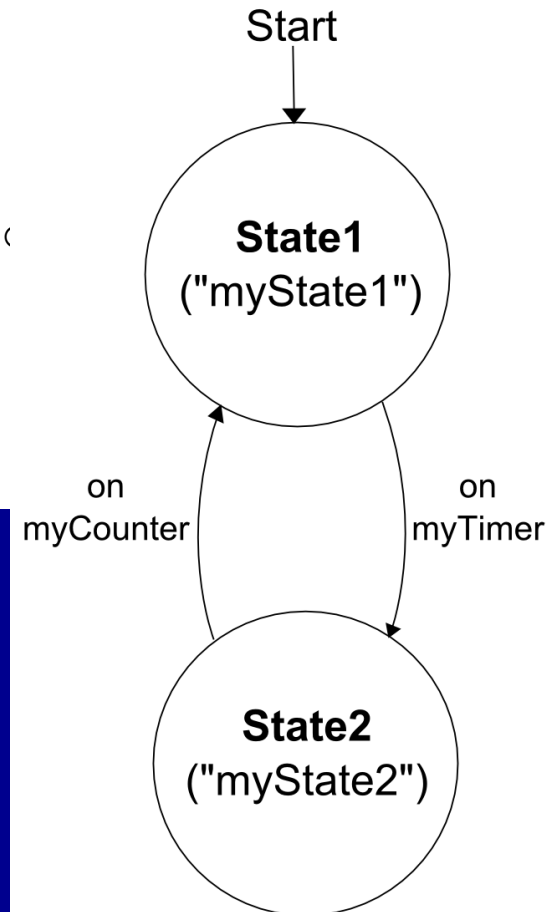 Start
State1
("myState1")
on
myCounter
on
myTimer
State2
("myState2")